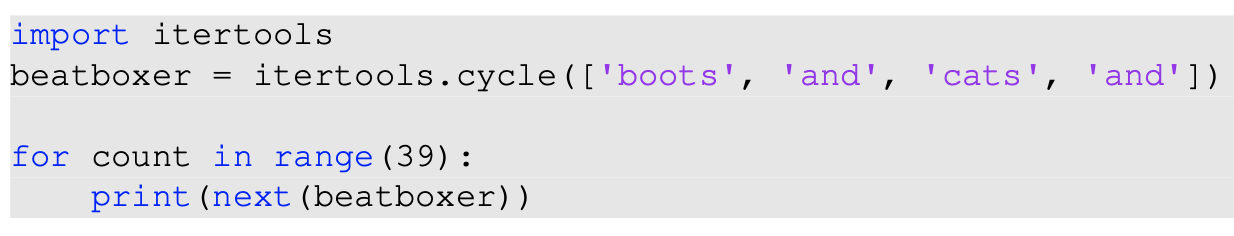 import itertools
beatboxer = itertools.cycle(['boots', 'and', 'cats', 'and'])
for count in range(39):
    print(next(beatboxer))